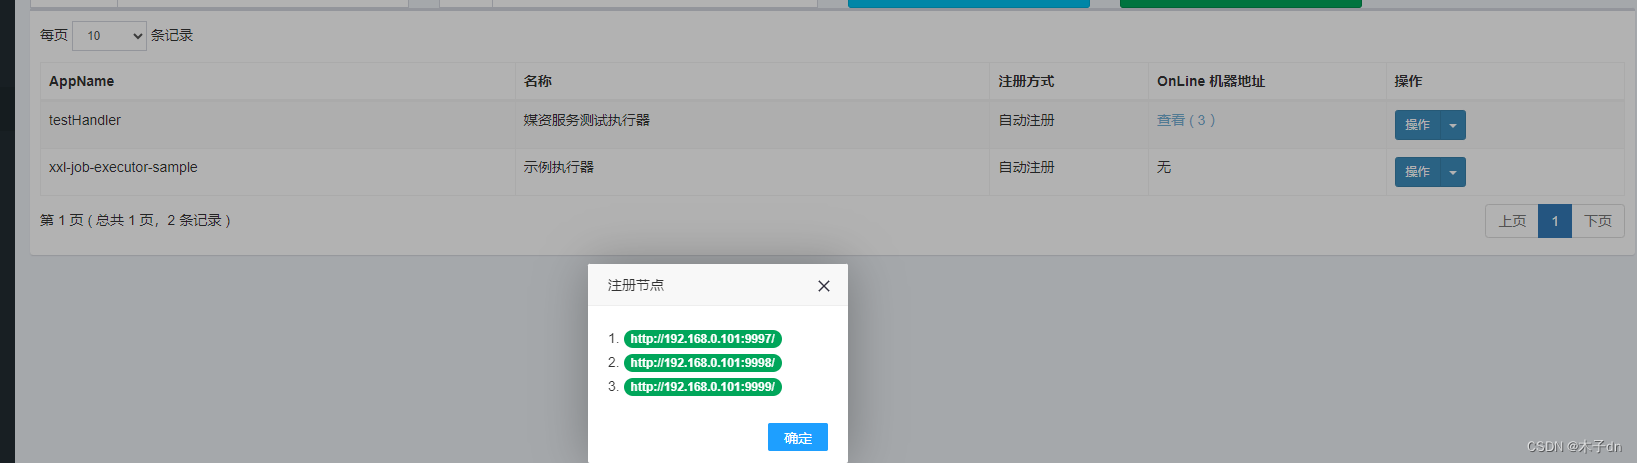 每页 10 条记录
AppName 名称 注册方式 OnLine 机器地址 操作
testHandler 媒资服务测试执行器 自动注册 查看 ( 3 ) 操作
xxl-job-executor-sample 示例执行器 自动注册 无 操作
第 1 页 ( 总共 1 页，2 条记录 ) 上页 1 下页
注册节点
1. http://192.168.0.101:9997/
2. http://192.168.0.101:9998/
3. http://192.168.0.101:9999/
确定
CSDN @木子dn